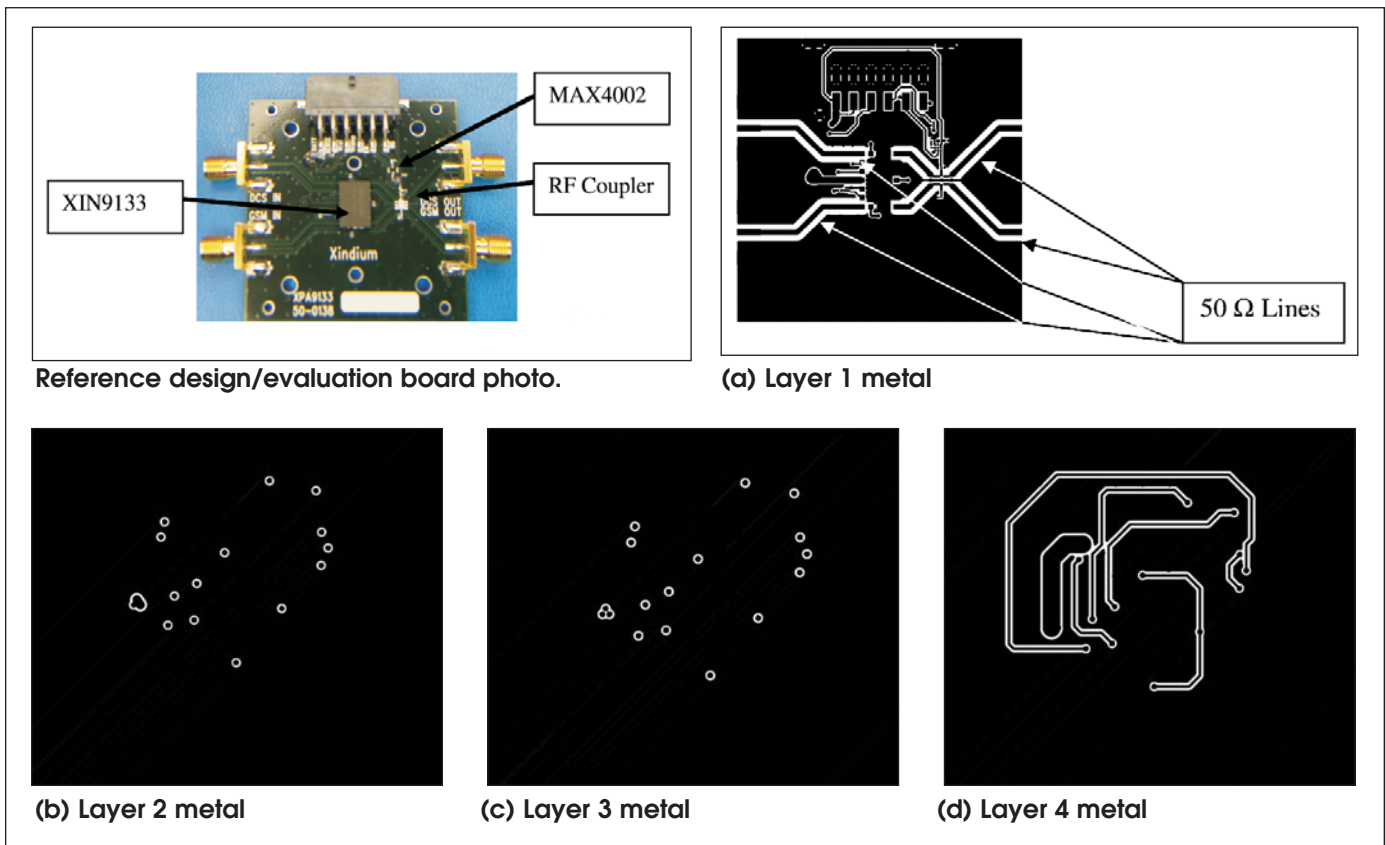 MAX4002
RF Coupler
XIN9133
DCS IN
GSM IN
DCS OUT
GSM OUT
Xindium
XPA9133
50-0138
Reference design/evaluation board photo.
50 Ω Lines
(a) Layer 1 metal
(b) Layer 2 metal
(c) Layer 3 metal
(d) Layer 4 metal